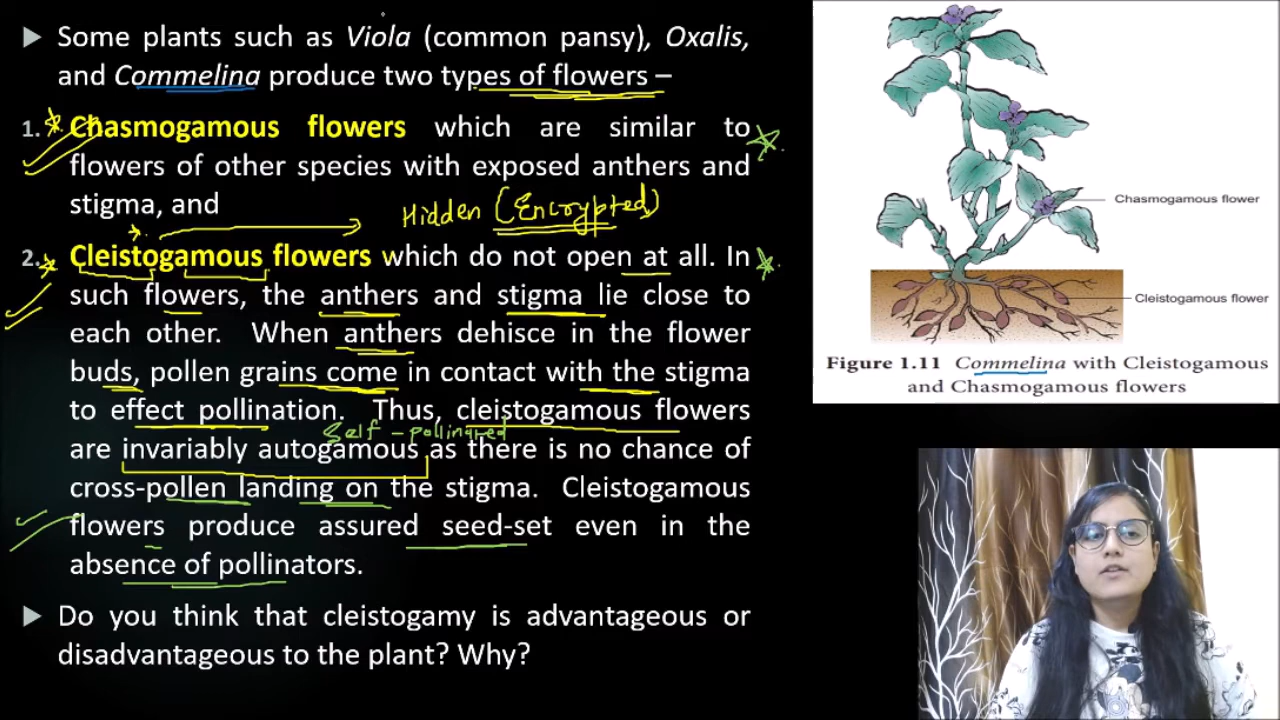 ▶ Some plants such as Viola (common pansy), Oxalis,
and Commelina produce two types of flowers –
1. Chasmogamous flowers which are similar to
flowers of other species with exposed anthers and
stigma, and
Hidden (Encrypted)
2. Cleistogamous flowers which do not open at all. In
such flowers, the anthers and stigma lie close to
each other. When anthers dehisce in the flower
buds, pollen grains come in contact with the stigma
to effect pollination. Thus, cleistogamous flowers
Self - pollinated
are invariably autogamous as there is no chance of
cross-pollen landing on the stigma. Cleistogamous
flowers produce assured seed-set even in the
absence of pollinators.
▶ Do you think that cleistogamy is advantageous or
disadvantageous to the plant? Why?
Chasmogamous flower
Cleistogamous flower
Figure 1.11 Commelina with Cleistogamous
and Chasmogamous flowers